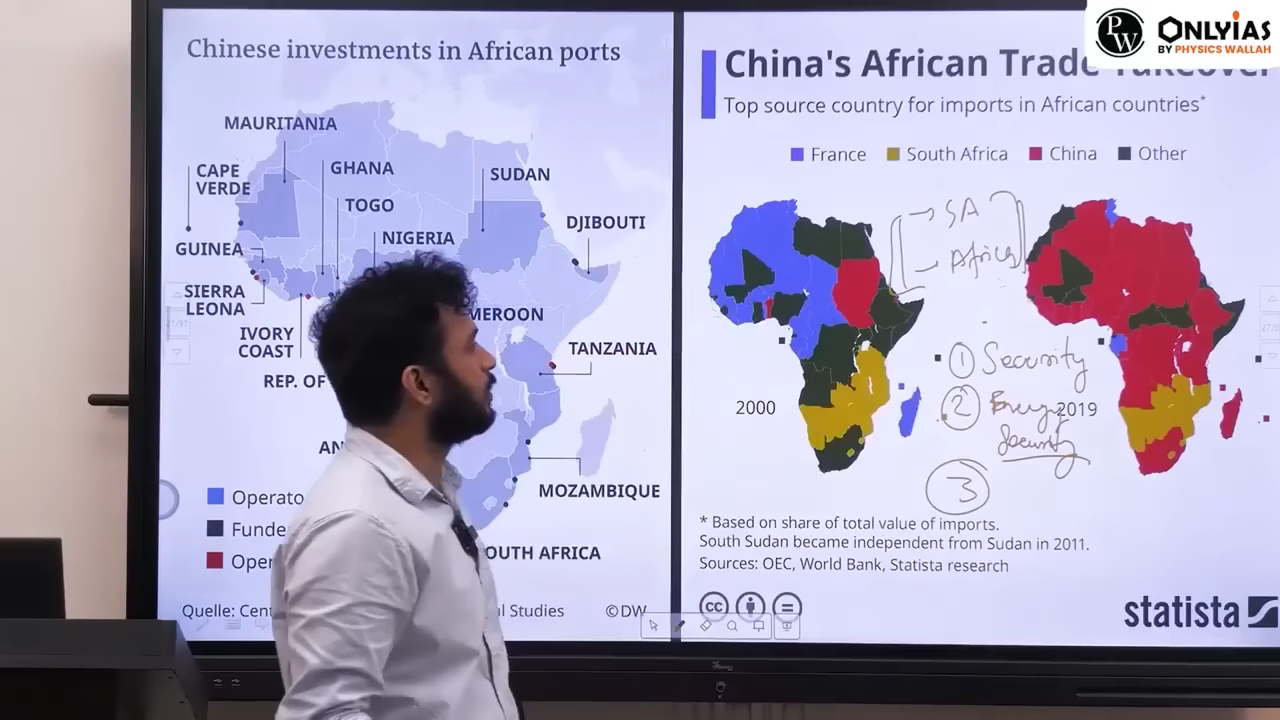 PW
ONLYIAS
BY PHYSICS WALLAH
Chinese investments in African ports
MAURITANIA
CAPE
VERDE
GHANA
TOGO
NIGERIA
SUDAN
DJIBOUTI
GUINEA
SIERRA
LEONA
IVORY
COAST
MEROON
TANZANIA
REP. OF
AN
MOZAMBIQUE
OUTH AFRICA
Operato
Funde
Oper
Quelle: Cent
l Studies
©DW
China's African Trade Takeover
Top source country for imports in African countries*
France
South Africa
China
Other
→ SA
Africa
1 Security
2 Energy
Security
3
2000
2019
* Based on share of total value of imports.
South Sudan became independent from Sudan in 2011.
Sources: OEC, World Bank, Statista research
cc
statista